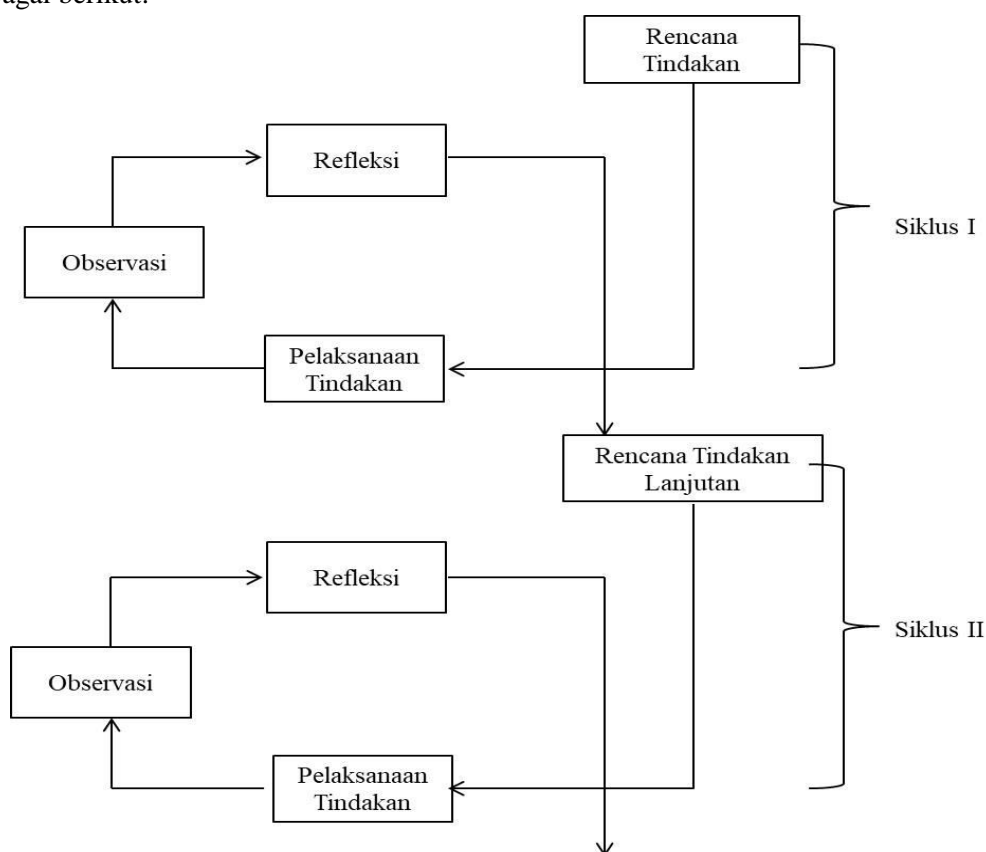 agai berikut:
Rencana
Tindakan
Refleksi
Siklus I
Observasi
Pelaksanaan
Tindakan
Rencana Tindakan
Lanjutan
Refleksi
Siklus II
Observasi
Pelaksanaan
Tindakan